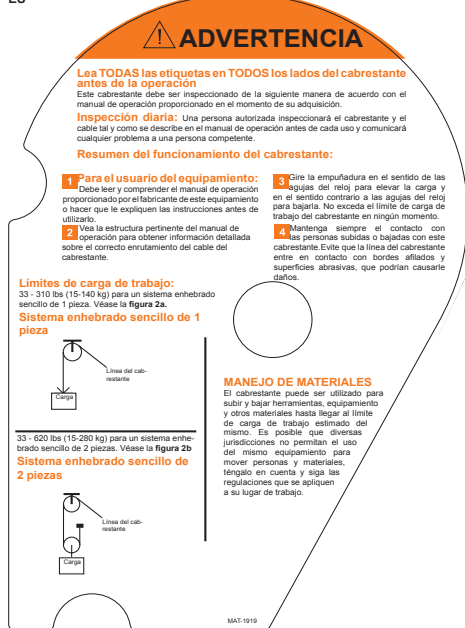 ES
ADVERTENCIA
Lea TODAS las etiquetas en TODOS los lados del cabrestante
antes de la operación
Este cabrestante debe ser inspeccionado de la siguiente manera de acuerdo con el
manual de operación proporcionado en el momento de su adquisición.
Inspección diaria: Una persona autorizada inspeccionará el cabrestante y el
cable tal y como se describe en el manual de operación antes de cada uso y comunicará
cualquier problema a una persona competente.
Resumen del funcionamiento del cabrestante:
1 Para el usuario del equipamiento:
Debe leer y comprender el manual de operación
proporcionado por el fabricante de este equipamiento
o hacer que le expliquen las instrucciones antes de
utilizarlo.
2 Vea la estructura pertinente del manual de
operación para obtener información detallada
sobre el correcto enrutamiento del cable del
cabrestante.
3 Gire la empuñadura en el sentido de las
agujas del reloj para elevar la carga y
en el sentido contrario a las agujas del reloj
para bajarla. No exceda el límite de carga de
trabajo del cabrestante en ningún momento.
4 Mantenga siempre el contacto con
las personas subidas o bajadas con este
cabrestante. Evite que la línea del cabrestante
entre en contacto con bordes afilados y
superficies abrasivas, que podrían causarle
daños.
Límites de carga de trabajo:
33 - 310 lbs (15-140 kg) para un sistema enhebrado
sencillo de 1 pieza. Véase la figura 2a.
Sistema enhebrado sencillo de 1
pieza
Línea del cab-
restante
Carga
33 - 620 lbs (15-280 kg) para un sistema enhe-
brado sencillo de 2 piezas. Véase la figura 2b
Sistema enhebrado sencillo de
2 piezas
Línea del cab-
restante
Carga
MANEJO DE MATERIALES
El cabrestante puede ser utilizado para
subir y bajar herramientas, equipamiento
y otros materiales hasta llegar al límite
de carga de trabajo estimado del
mismo. Es posible que diversas
jurisdicciones no permitan el uso
del mismo equipamiento para
mover personas y materiales,
téngalo en cuenta y siga las
regulaciones que se apliquen
a su lugar de trabajo.
MAT-1919